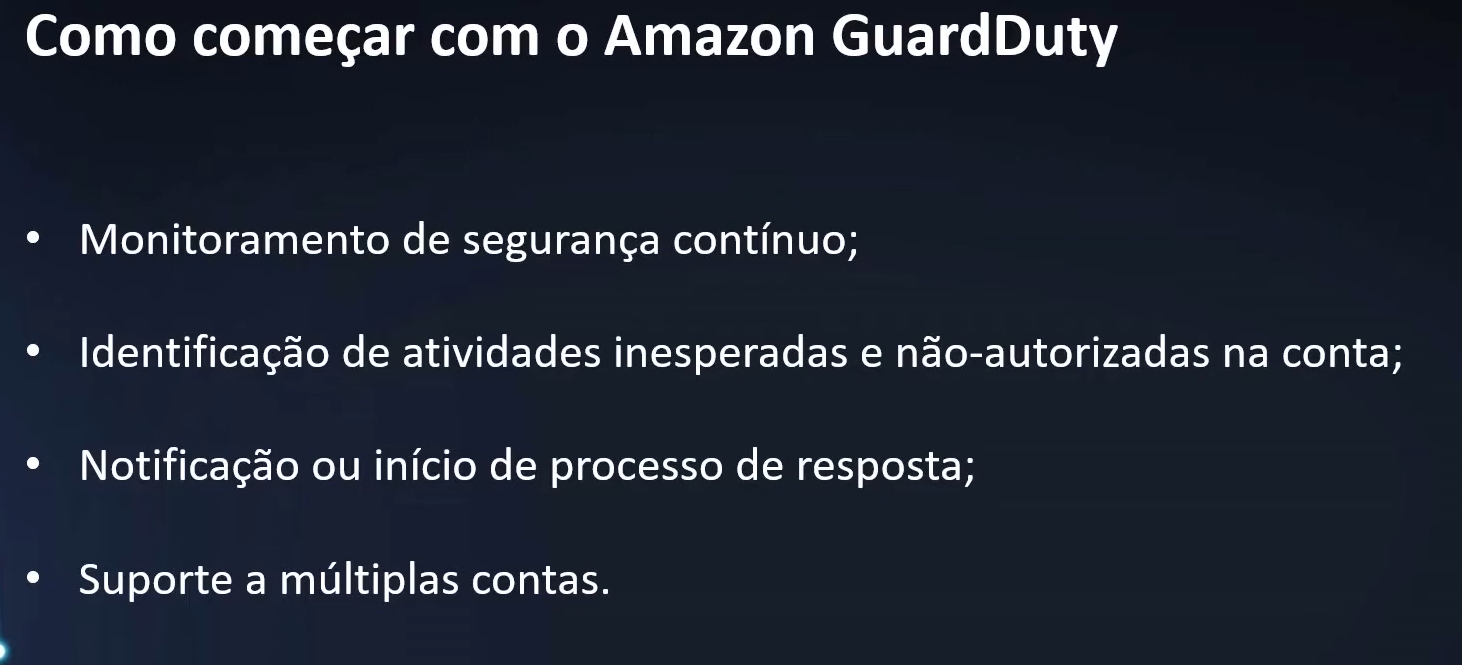 Como começar com o Amazon GuardDuty
• Monitoramento de segurança contínuo;
• Identificação de atividades inesperadas e não-autorizadas na conta;
• Notificação ou início de processo de resposta;
• Suporte a múltiplas contas.